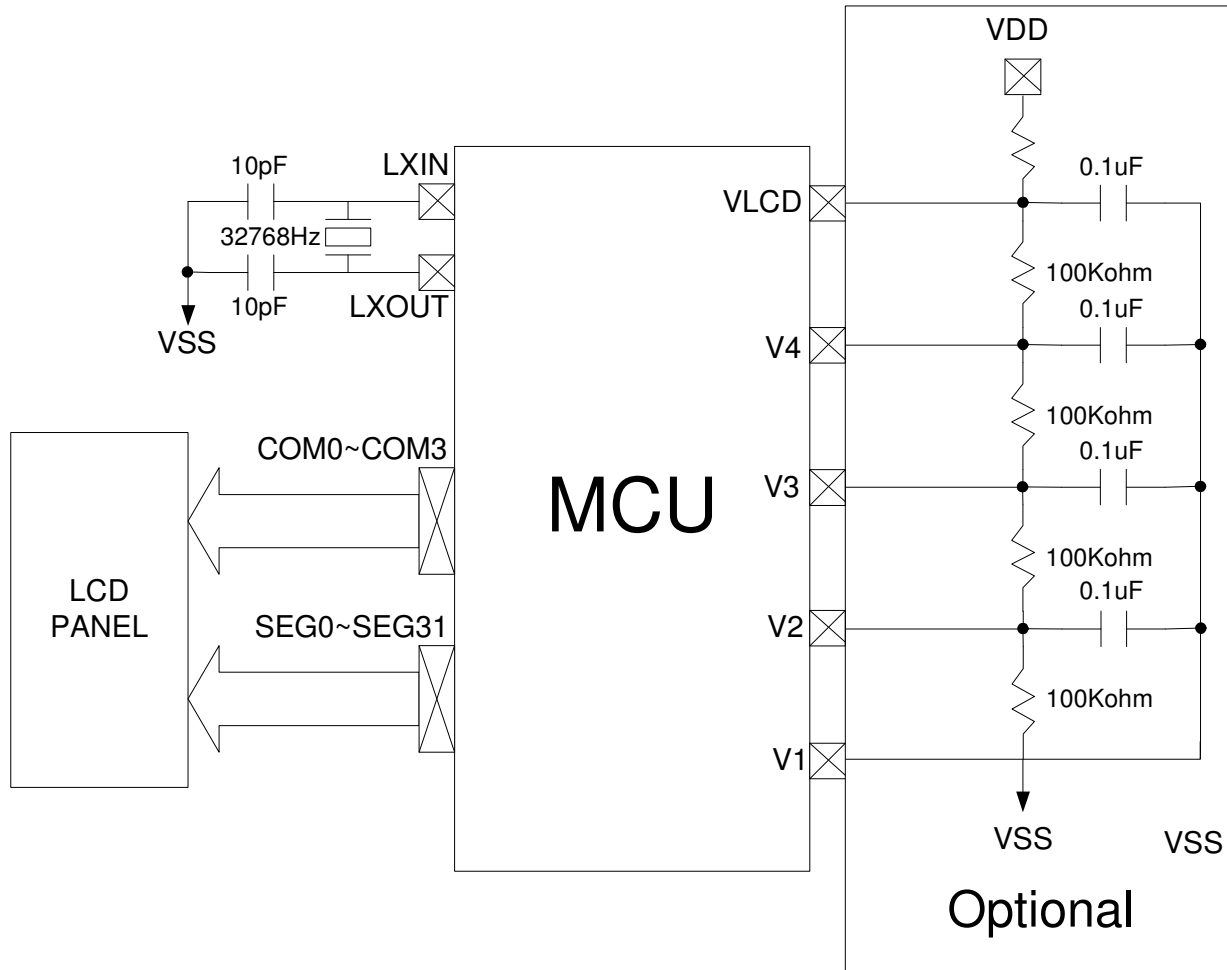 VDD
10pF
LXIN
0.1uF
VLCD
32768Hz
100Kohm
10pF
LXOUT
0.1uF
VSS
V4
100Kohm
COM0~COM3
0.1uF
V3
MCU
100Kohm
LCD
PANEL
0.1uF
SEG0~SEG31
V2
100Kohm
V1
VSS
VSS
Optional